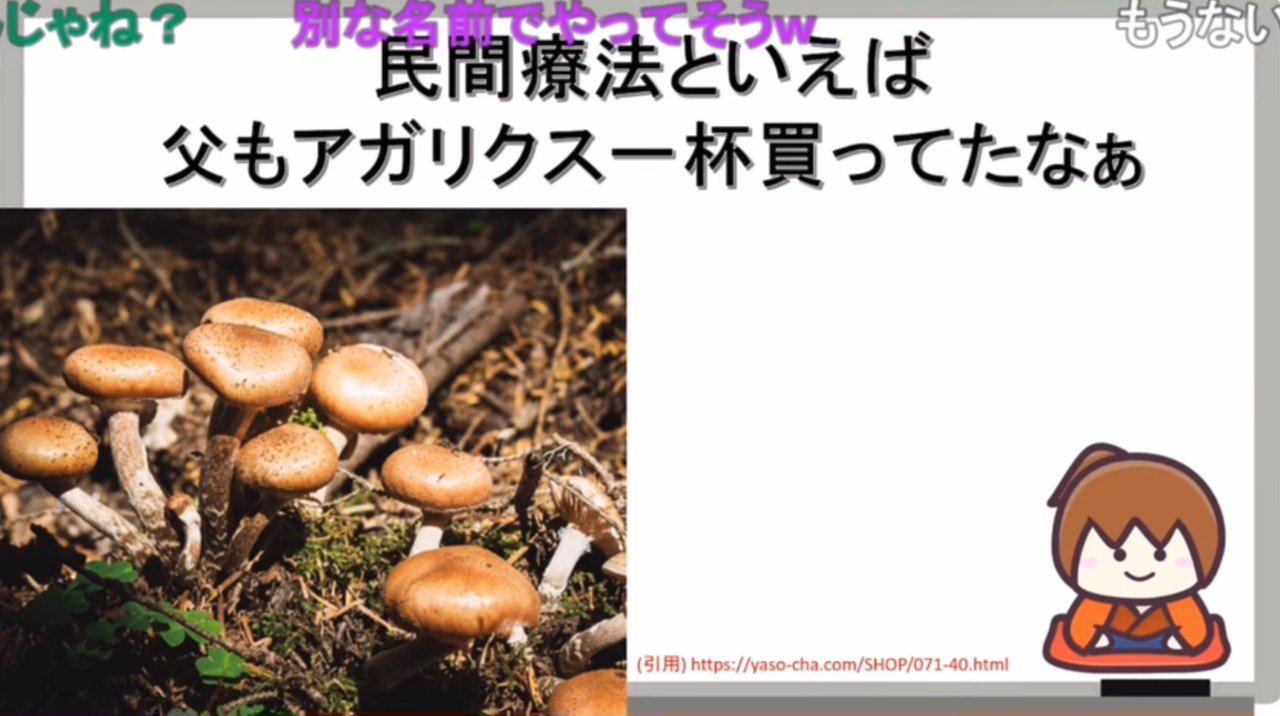 じゃね？
別な名前でやってそうw
もうない
民間療法といえば
父もアガリクス一杯買ってたなぁ
(引用) https://yaso-cha.com/SHOP/071-40.html